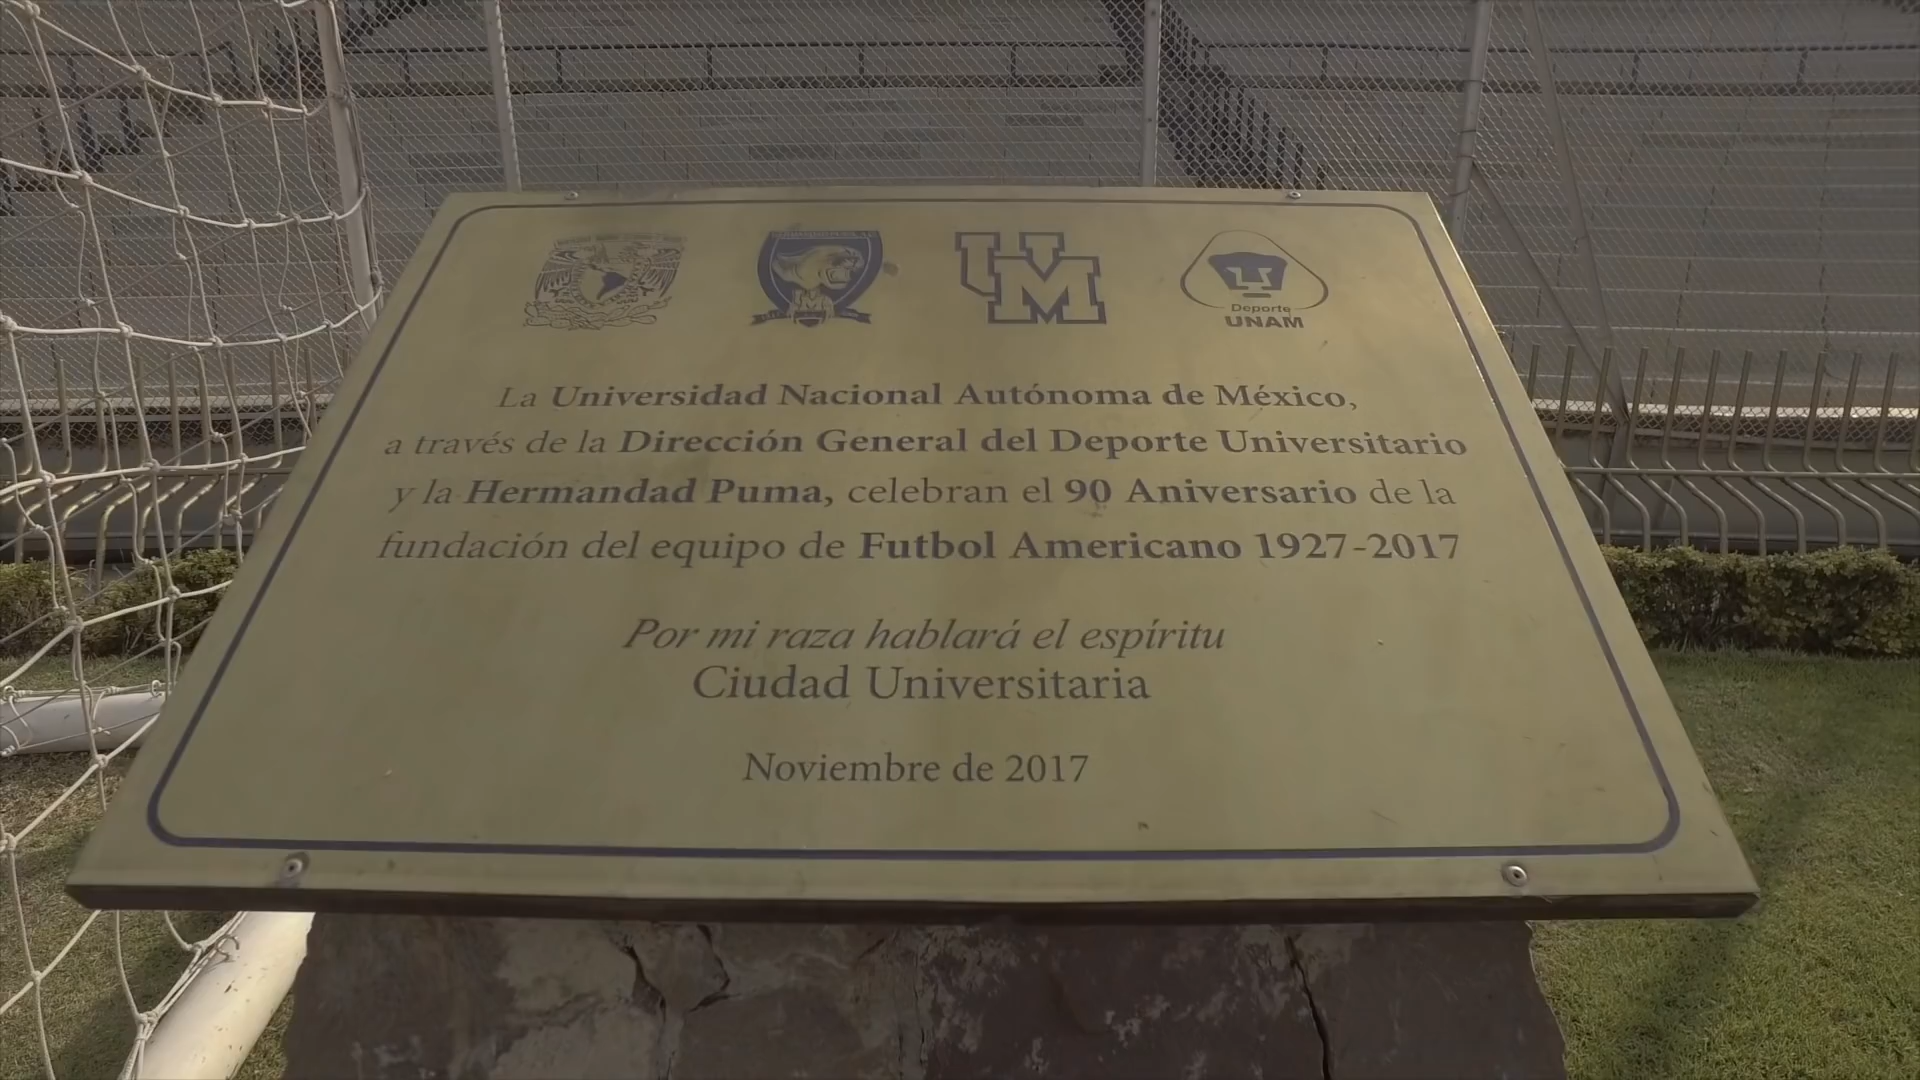 UM
Deporte
UNAM
La Universidad Nacional Autónoma de México,
a través de la Dirección General del Deporte Universitario
y la Hermandad Puma, celebran el 90 Aniversario de la
fundación del equipo de Futbol Americano 1927-2017
Por mi raza hablará el espíritu
Ciudad Universitaria
Noviembre de 2017